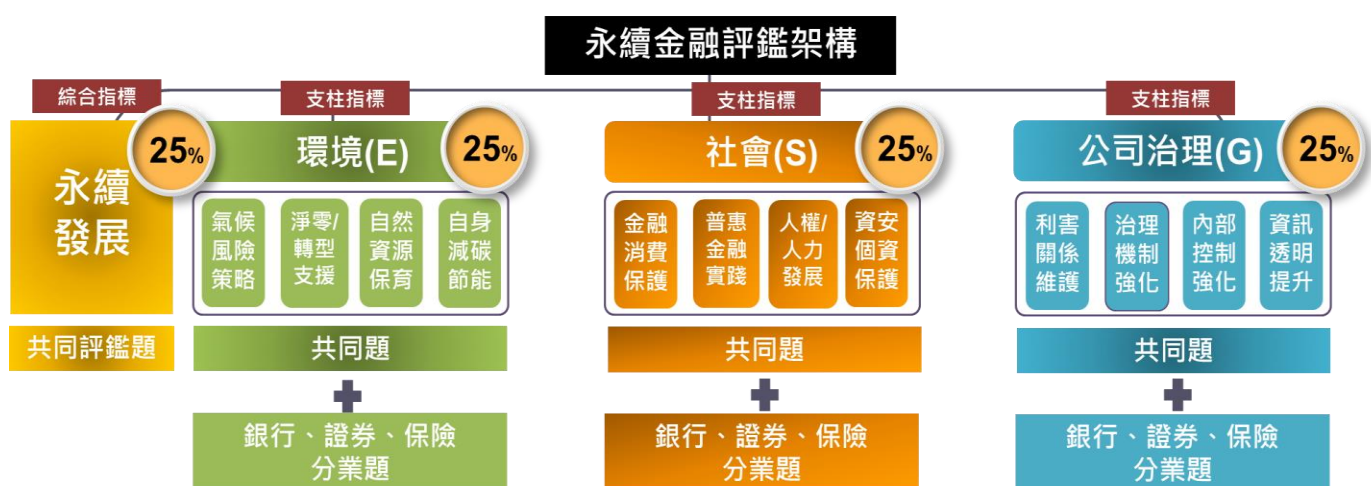 永續金融評鑑架構
綜合指標
支柱指標
支柱指標
支柱指標
永續
發展
25%
共同評鑑題
環境(E)
25%
氣候
風險
策略
淨零/
轉型
支援
自然
資源
保育
自身
減碳
節能
共同題
銀行、證券、保險
分業題
社會(S)
25%
金融
消費
保護
普惠
金融
實踐
人權/
人力
發展
資安
個資
保護
共同題
銀行、證券、保險
分業題
公司治理(G)
25%
利害
關係
維護
治理
機制
強化
內部
控制
強化
資訊
透明
提升
共同題
銀行、證券、保險
分業題